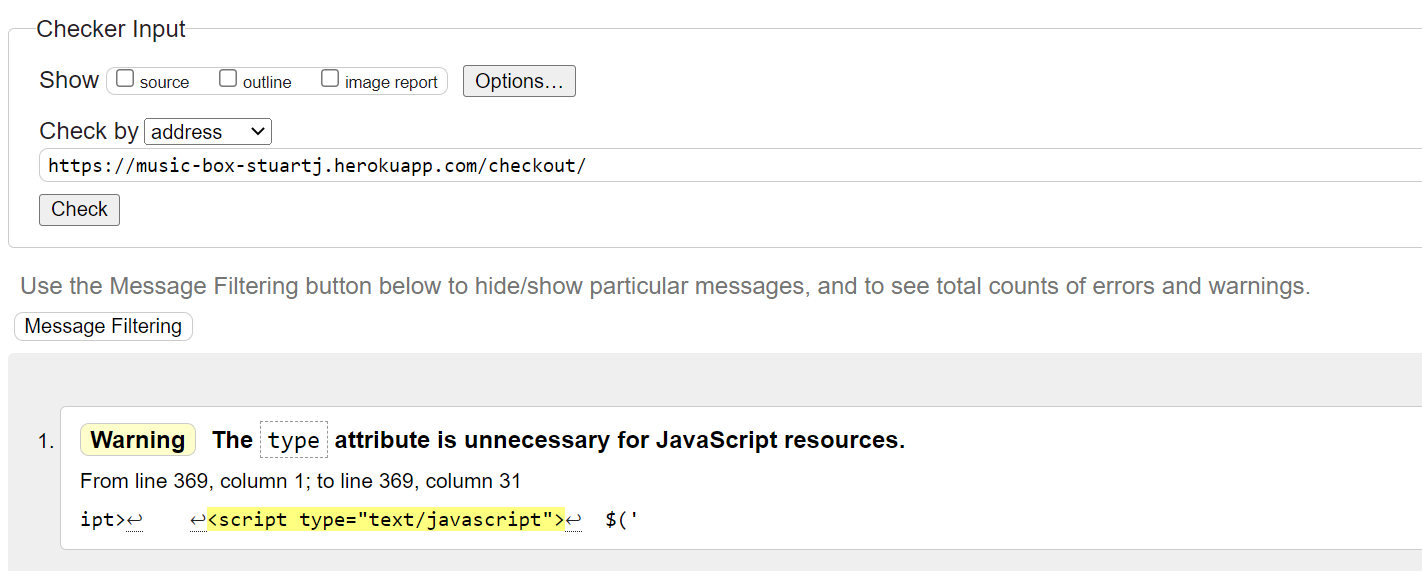 Checker Input
Show source outline image report Options…
Check by address
https://music-box-stuartj.herokuapp.com/checkout/
Check
Use the Message Filtering button below to hide/show particular messages, and to see total counts of errors and warnings.
Message Filtering
1. Warning The type attribute is unnecessary for JavaScript resources.
From line 369, column 1; to line 369, column 31
ipt>↩ ↩<script type="text/javascript">↩ $('